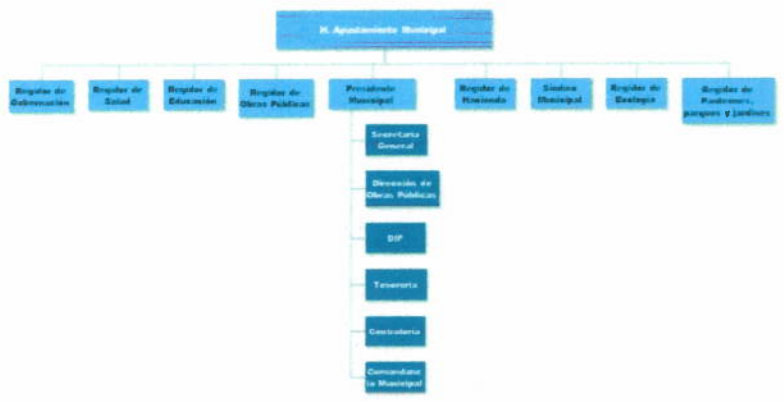 H. Ayuntamiento Municipal
Regidor de
Gobernación
Regidor de
Salud
Regidor de
Educación
Regidor de
Obras Públicas
Presidente
Municipal
Regidor de
Hacienda
Síndico
Municipal
Regidor de
Ecología
Regidor de
Panteones,
parques y Jardines
Secretaría
General
Dirección de
Obras Públicas
DIF
Tesorería
Contraloría
Comandanc
ia Municipal